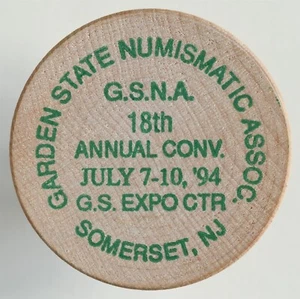 GARDEN STATE NUMISMATIC ASSOC.
G.S.N.A.
18th
ANNUAL CONV.
JULY 7-10, '94
G.S. EXPO CTR
SOMERSET, NJ